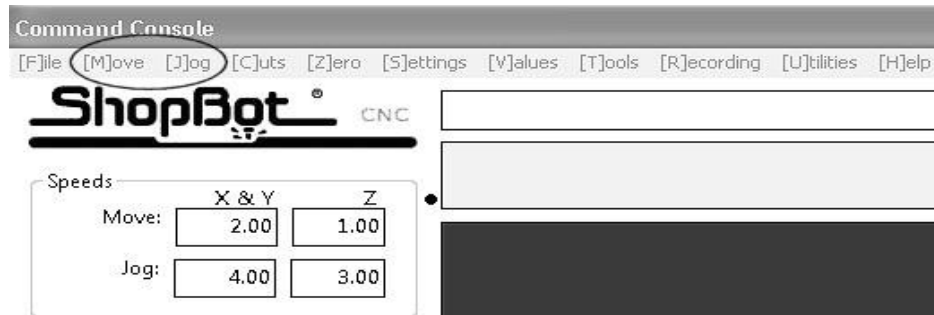 Command Console
[F]ile [M]ove [J]og [C]uts [Z]ero [S]ettings [V]alues [T]ools [R]ecording [U]tilities [H]elp
ShopBot® CNC
Speeds
X & Y Z
Move: 2.00 1.00
Jog: 4.00 3.00